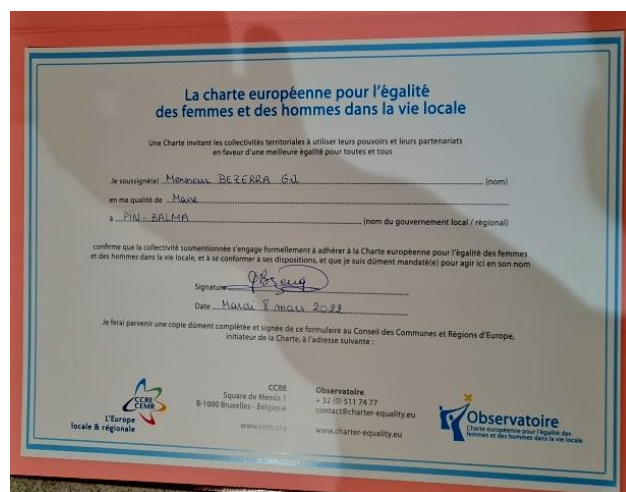 La charte européenne pour l'égalité
des femmes et des hommes dans la vie locale
Une Charte invitant les collectivités territoriales à utiliser leurs pouvoirs et leurs partenariats
en faveur d'une meilleure égalité pour toutes et tous
Je soussigné(e) Monsieur BEZERRA Gil (nom)
en ma qualité de Maire
à PIN-BALMA (nom du gouvernement local / régional)
confirme que la collectivité susmentionnée s'engage formellement à adhérer à la Charte européenne pour l'égalité des femmes
et des hommes dans la vie locale, et à se conformer à ses dispositions, et que je suis dûment mandaté(e) pour agir ici en son nom
Signature
Date Mardi 8 mars 2022
Je ferai parvenir une copie dûment complétée et signée de ce formulaire au Conseil des Communes et Régions d'Europe,
initiateur de la Charte, à l'adresse suivante :
CCRE
CEMR
L'Europe
locale & régionale
CCRE
Square de Meeûs 1
B-1000 Bruxelles - Belgique
www.ccre.org
Observatoire
+ 32 (0) 511 74 77
contact@charter-equality.eu
www.charter-equality.eu
Observatoire
Charte européenne pour l'égalité des
femmes et des hommes dans la vie locale